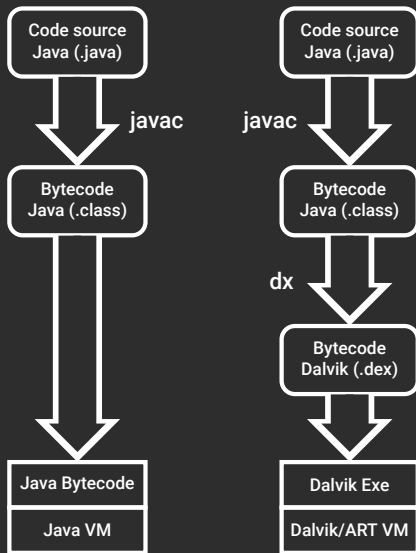 Code source
Java (.java)
javac
Bytecode
Java (.class)
Java Bytecode
Java VM
Code source
Java (.java)
javac
Bytecode
Java (.class)
dx
Bytecode
Dalvik (.dex)
Dalvik Exe
Dalvik/ART VM